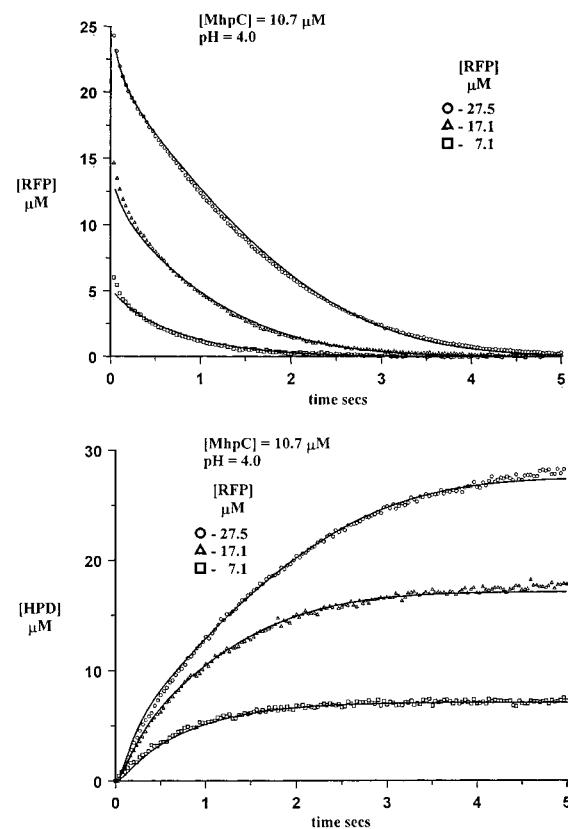 [MhpC] = 10.7 µM
pH = 4.0
[RFP]
µM
○ - 27.5
△ - 17.1
□ - 7.1
25
20
15
10
5
0
[RFP]
µM
0 1 2 3 4 5
time secs
[MhpC] = 10.7 µM
pH = 4.0
[RFP]
µM
○ - 27.5
△ - 17.1
□ - 7.1
30
20
10
0
[HPD]
µM
0 1 2 3 4 5
time secs